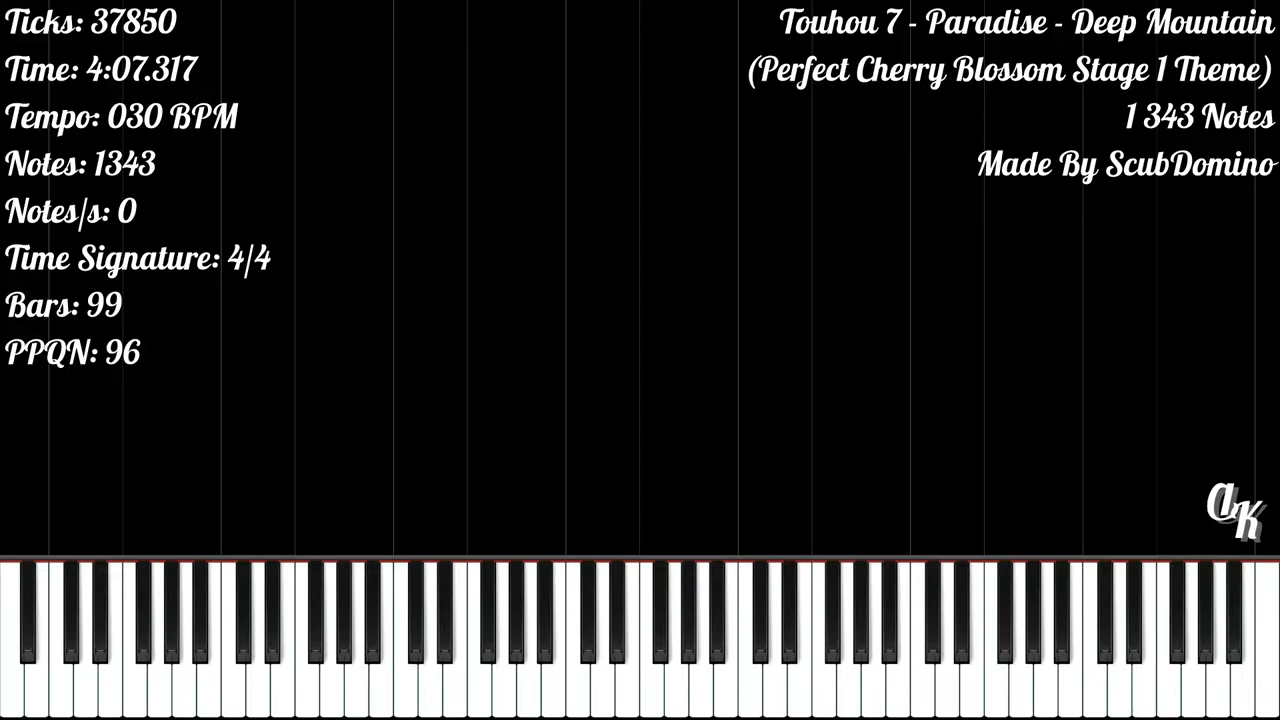 Ticks: 37850
Time: 4:07.317
Tempo: 030 BPM
Notes: 1343
Notes/s: 0
Time Signature: 4/4
Bars: 99
PPQN: 96
Touhou 7 - Paradise - Deep Mountain
(Perfect Cherry Blossom Stage 1 Theme)
1 343 Notes
Made By ScubDomino
aK